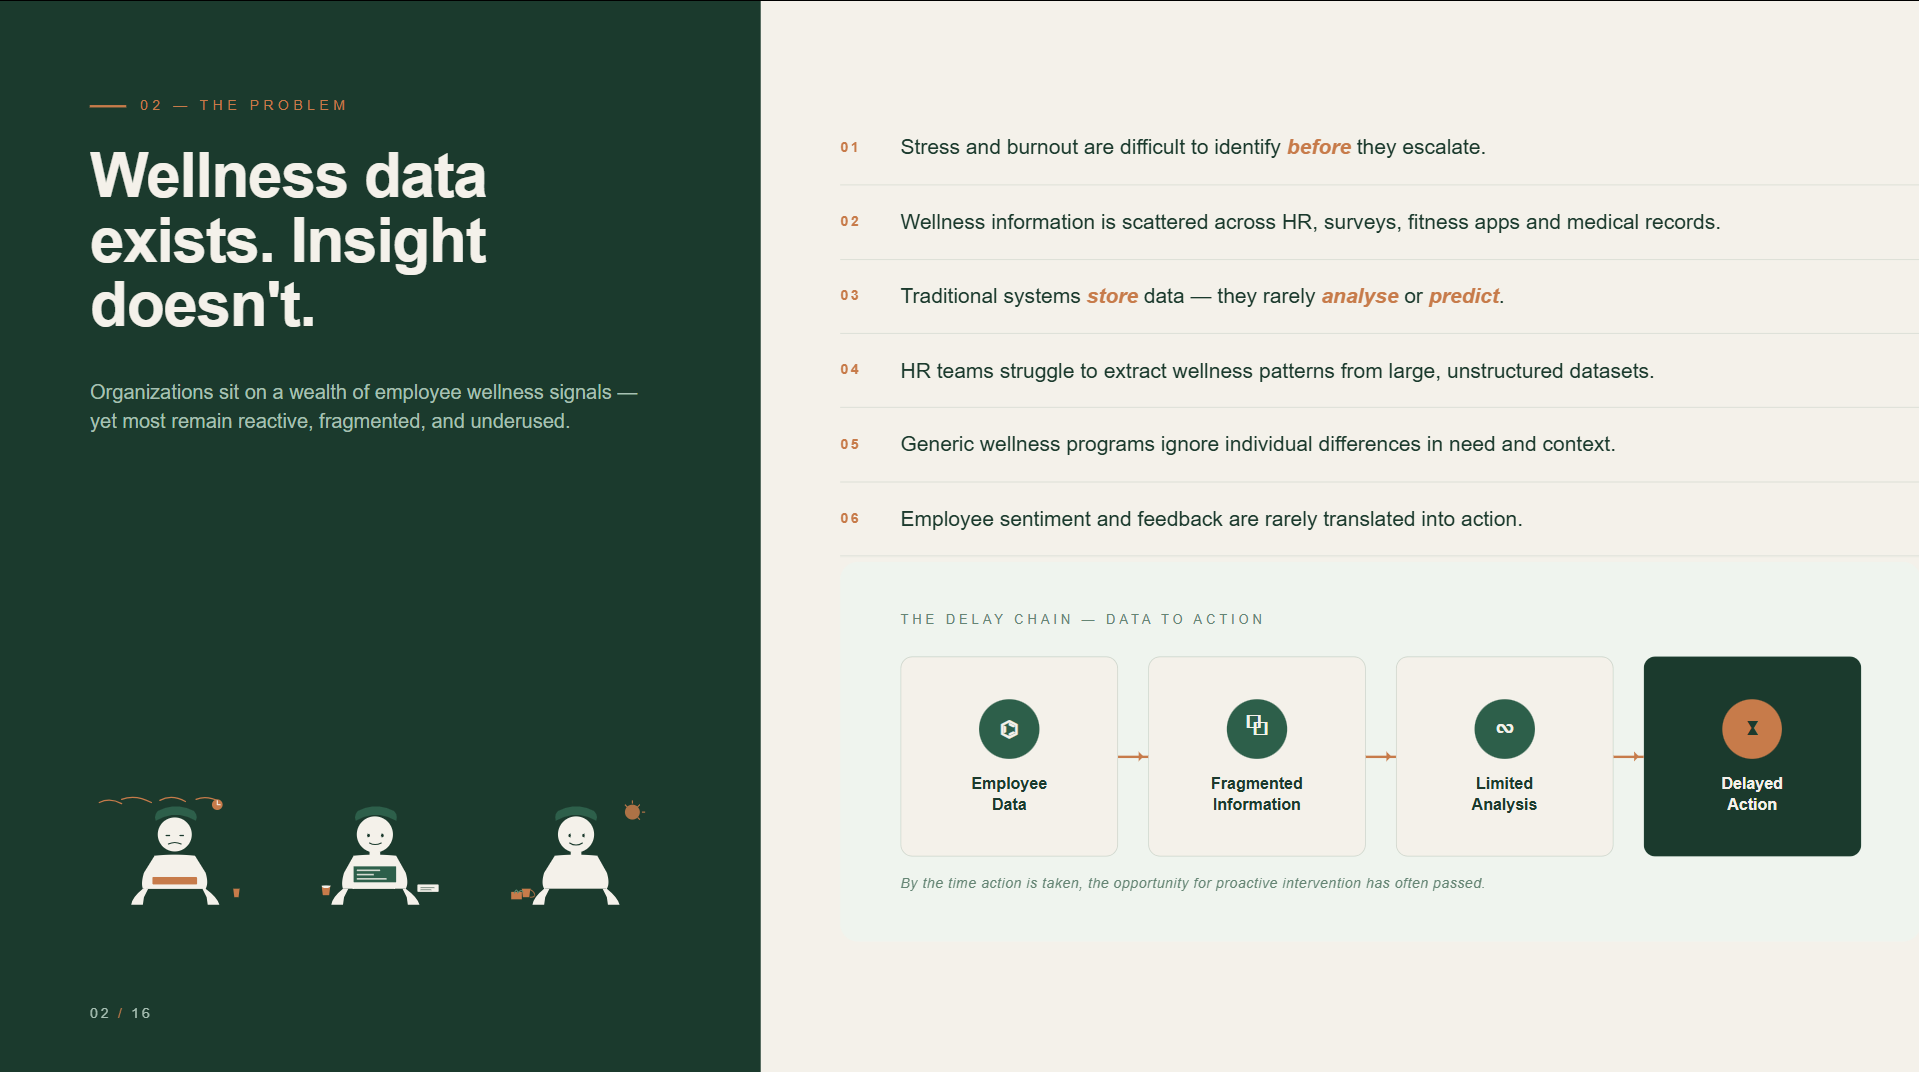 02 — THE PROBLEM
Wellness data
exists. Insight
doesn't.
Organizations sit on a wealth of employee wellness signals —
yet most remain reactive, fragmented, and underused.
02 / 16
01 Stress and burnout are difficult to identify before they escalate.
02 Wellness information is scattered across HR, surveys, fitness apps and medical records.
03 Traditional systems store data — they rarely analyse or predict.
04 HR teams struggle to extract wellness patterns from large, unstructured datasets.
05 Generic wellness programs ignore individual differences in need and context.
06 Employee sentiment and feedback are rarely translated into action.
THE DELAY CHAIN — DATA TO ACTION
Employee
Data
Fragmented
Information
Limited
Analysis
Delayed
Action
By the time action is taken, the opportunity for proactive intervention has often passed.